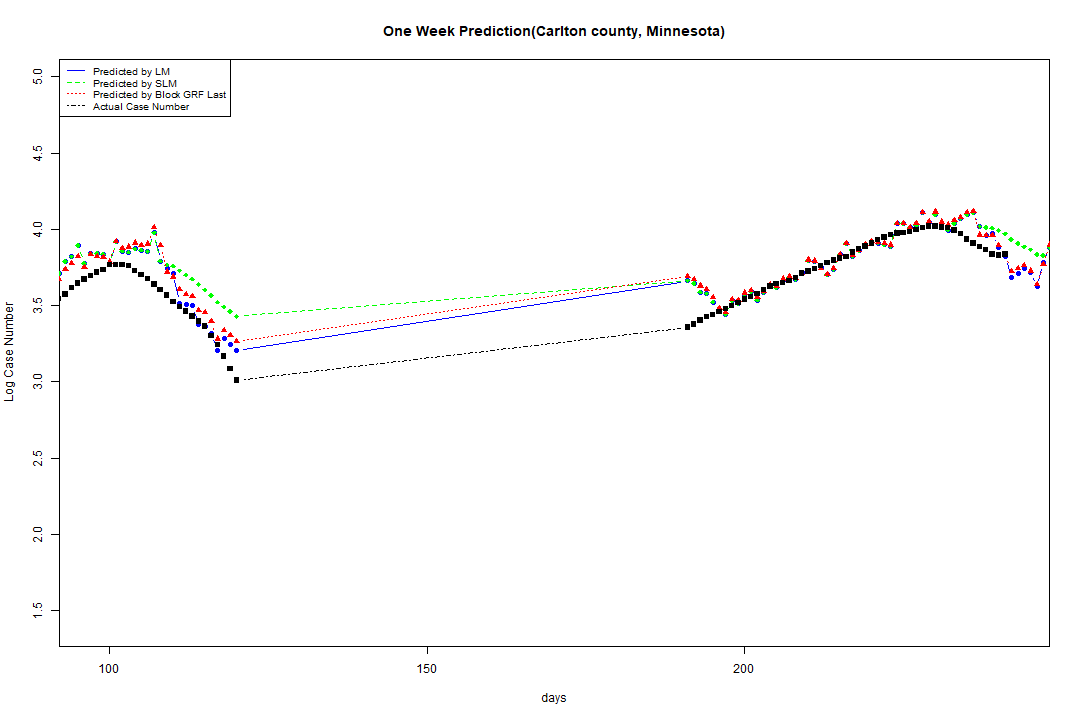 One Week Prediction(Carlton county, Minnesota)
Predicted by LM
Predicted by SLM
Predicted by Block GRF Last
Actual Case Number
5.0
4.5
4.0
3.5
3.0
2.5
2.0
1.5
Log Case Number
100
150
200
days